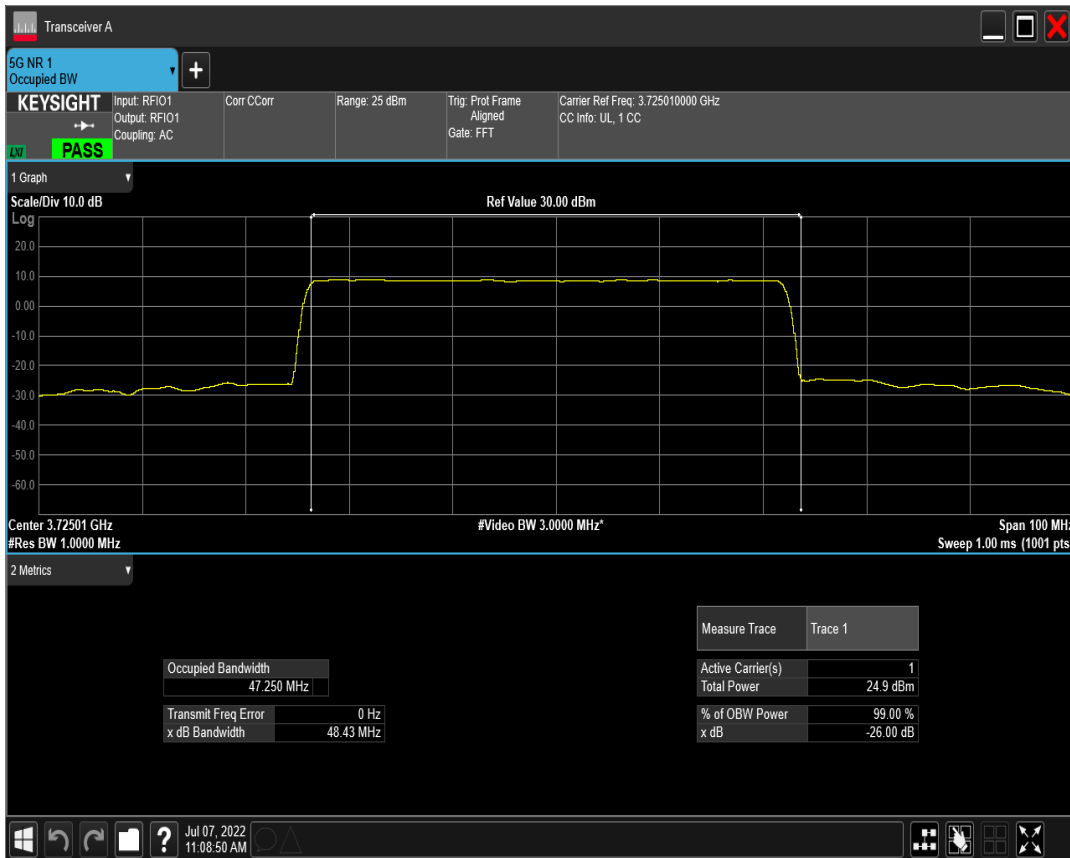 Transceiver A
5G NR 1
Occupied BW
+
KEYSIGHT
LXI
PASS
Input: RFIO1
Output: RFIO1
Coupling: AC
Corr CCorr
Range: 25 dBm
Trig: Prot Frame
Aligned
Gate: FFT
Carrier Ref Freq: 3.725010000 GHz
CC Info: UL, 1 CC
1 Graph
Scale/Div 10.0 dB
Ref Value 30.00 dBm
Log
20.0
10.0
0.00
-10.0
-20.0
-30.0
-40.0
-50.0
-60.0
Center 3.72501 GHz
#Video BW 3.0000 MHz*
Span 100 MHz
#Res BW 1.0000 MHz
Sweep 1.00 ms (1001 pts
2 Metrics
Measure Trace Trace 1
Occupied Bandwidth
47.250 MHz
Active Carrier(s) 1
Total Power 24.9 dBm
Transmit Freq Error 0 Hz
x dB Bandwidth 48.43 MHz
% of OBW Power 99.00 %
x dB -26.00 dB
?
Jul 07, 2022
11:08:50 AM